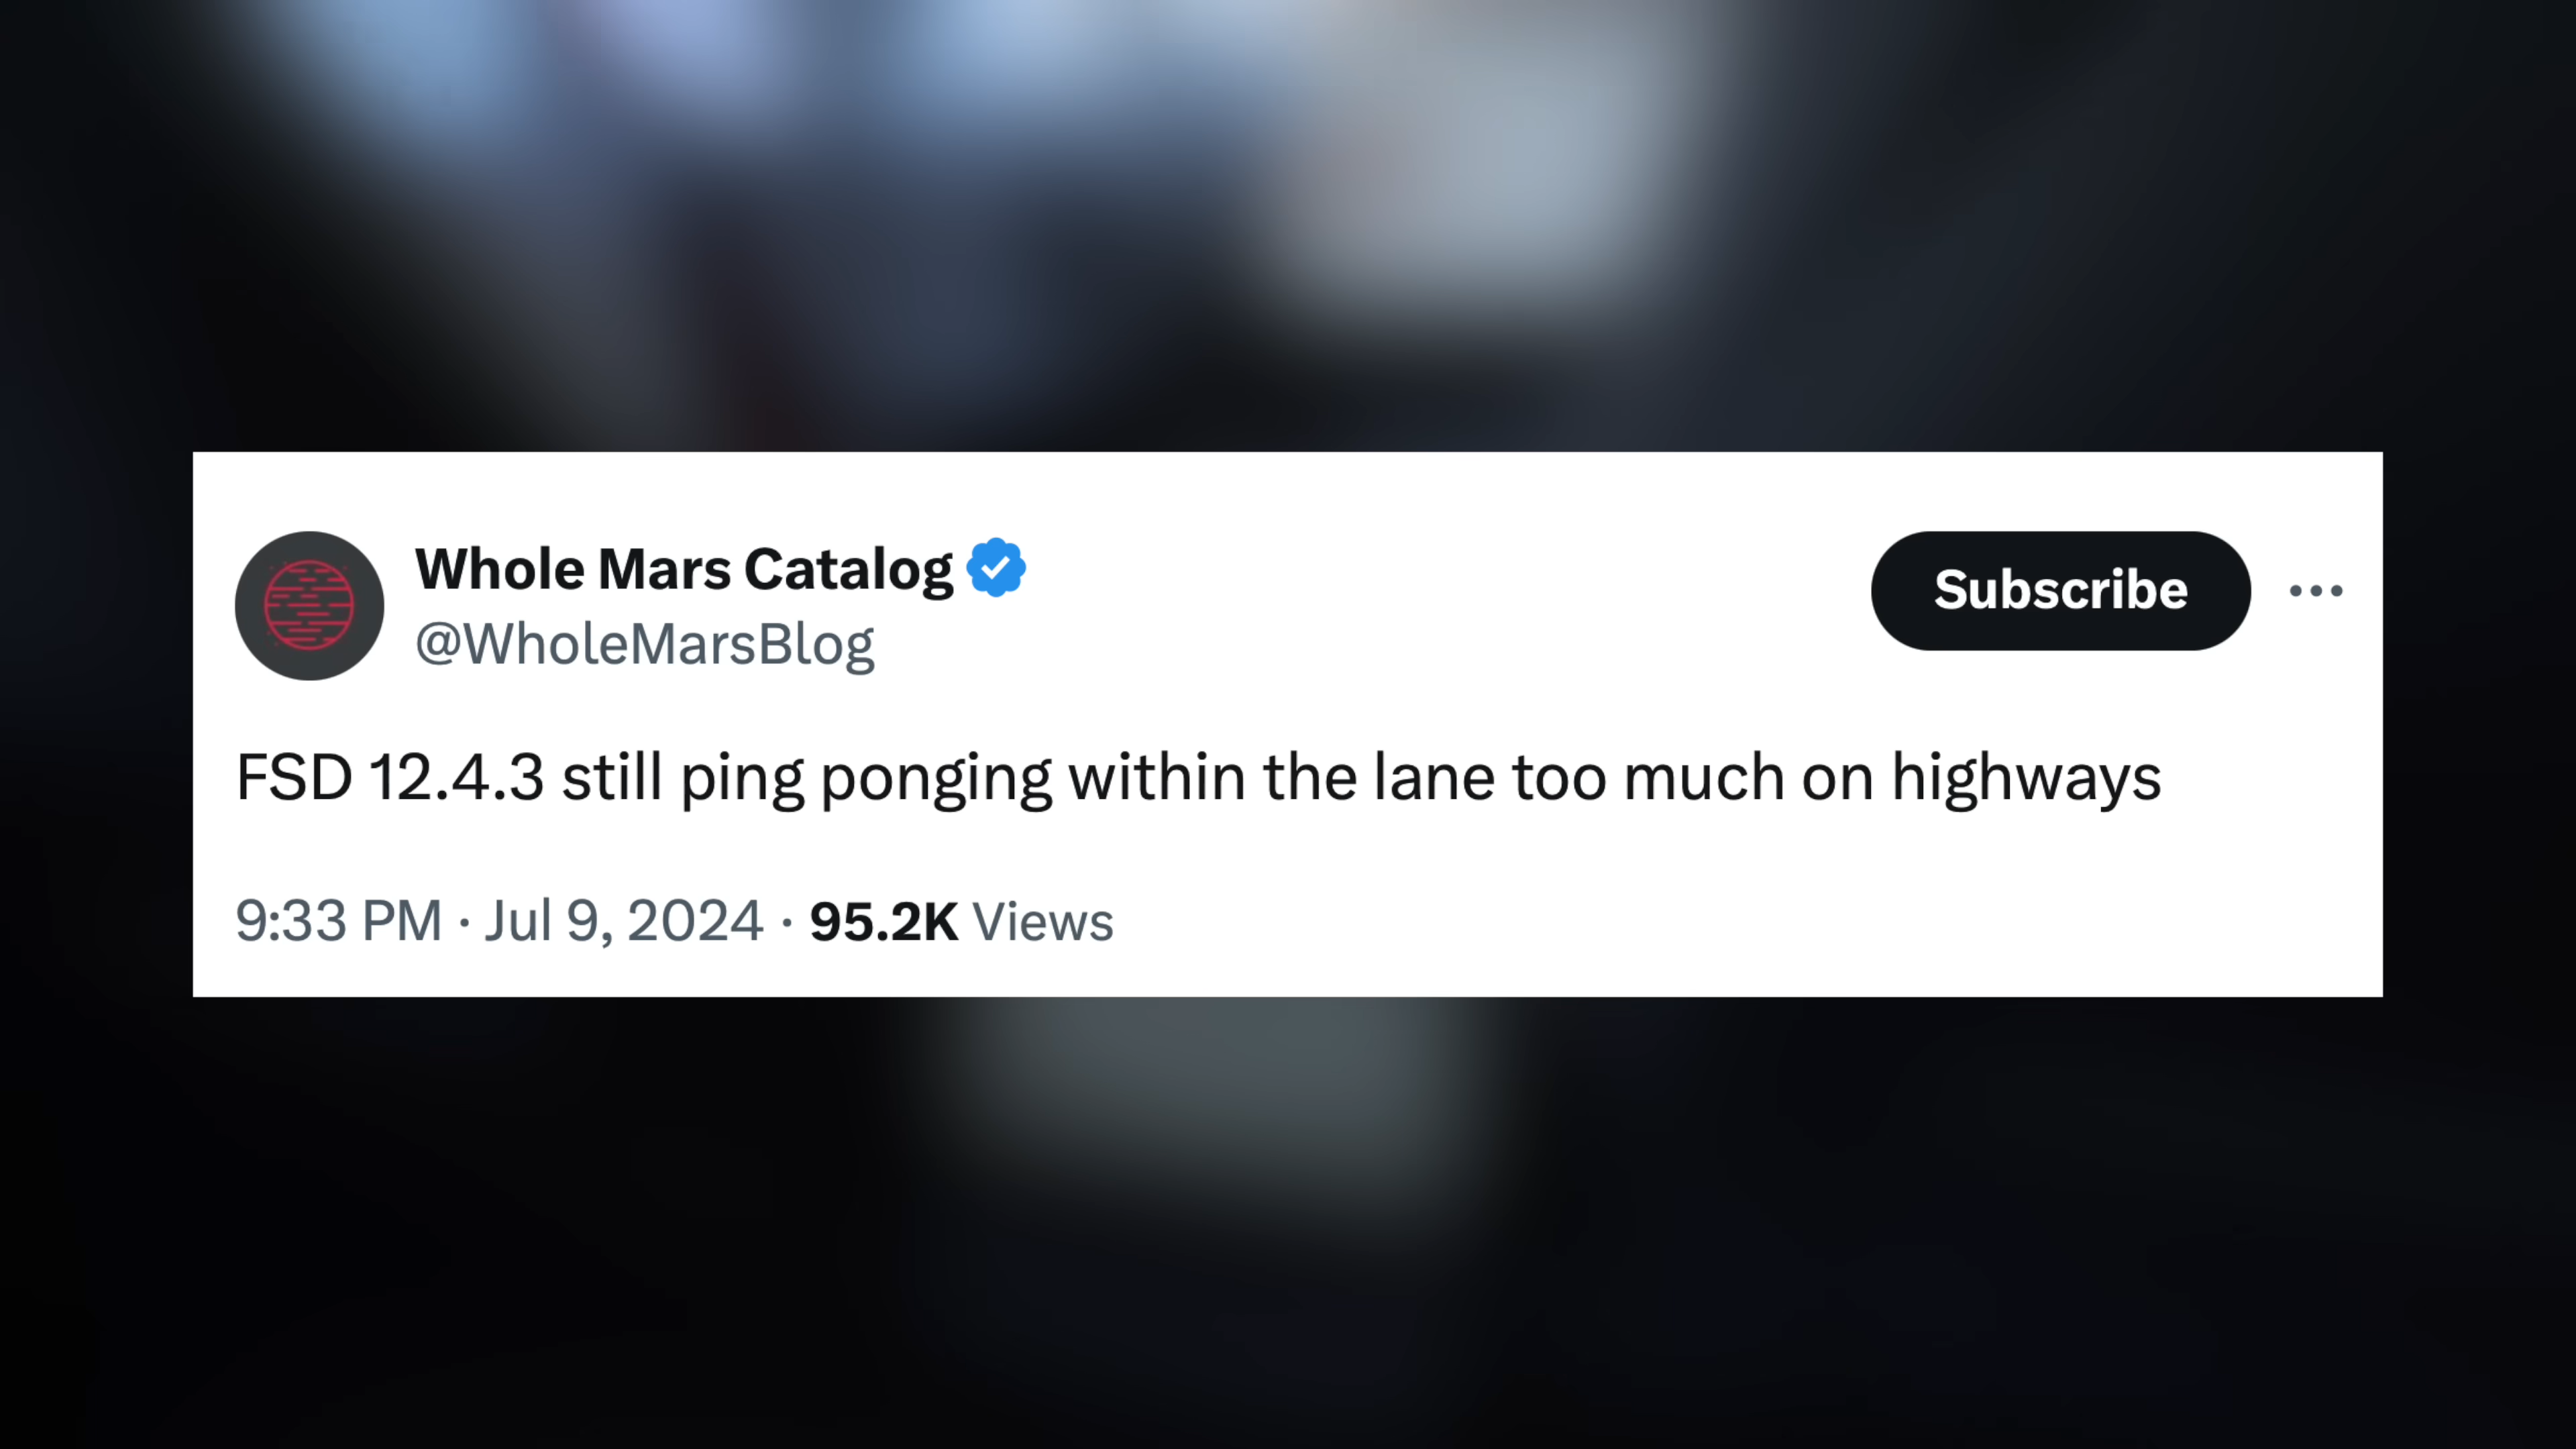 Whole Mars Catalog
Subscribe
@WholeMarsBlog
FSD 12.4.3 still ping ponging within the lane too much on highways
9:33 PM · Jul 9, 2024 · 95.2K Views